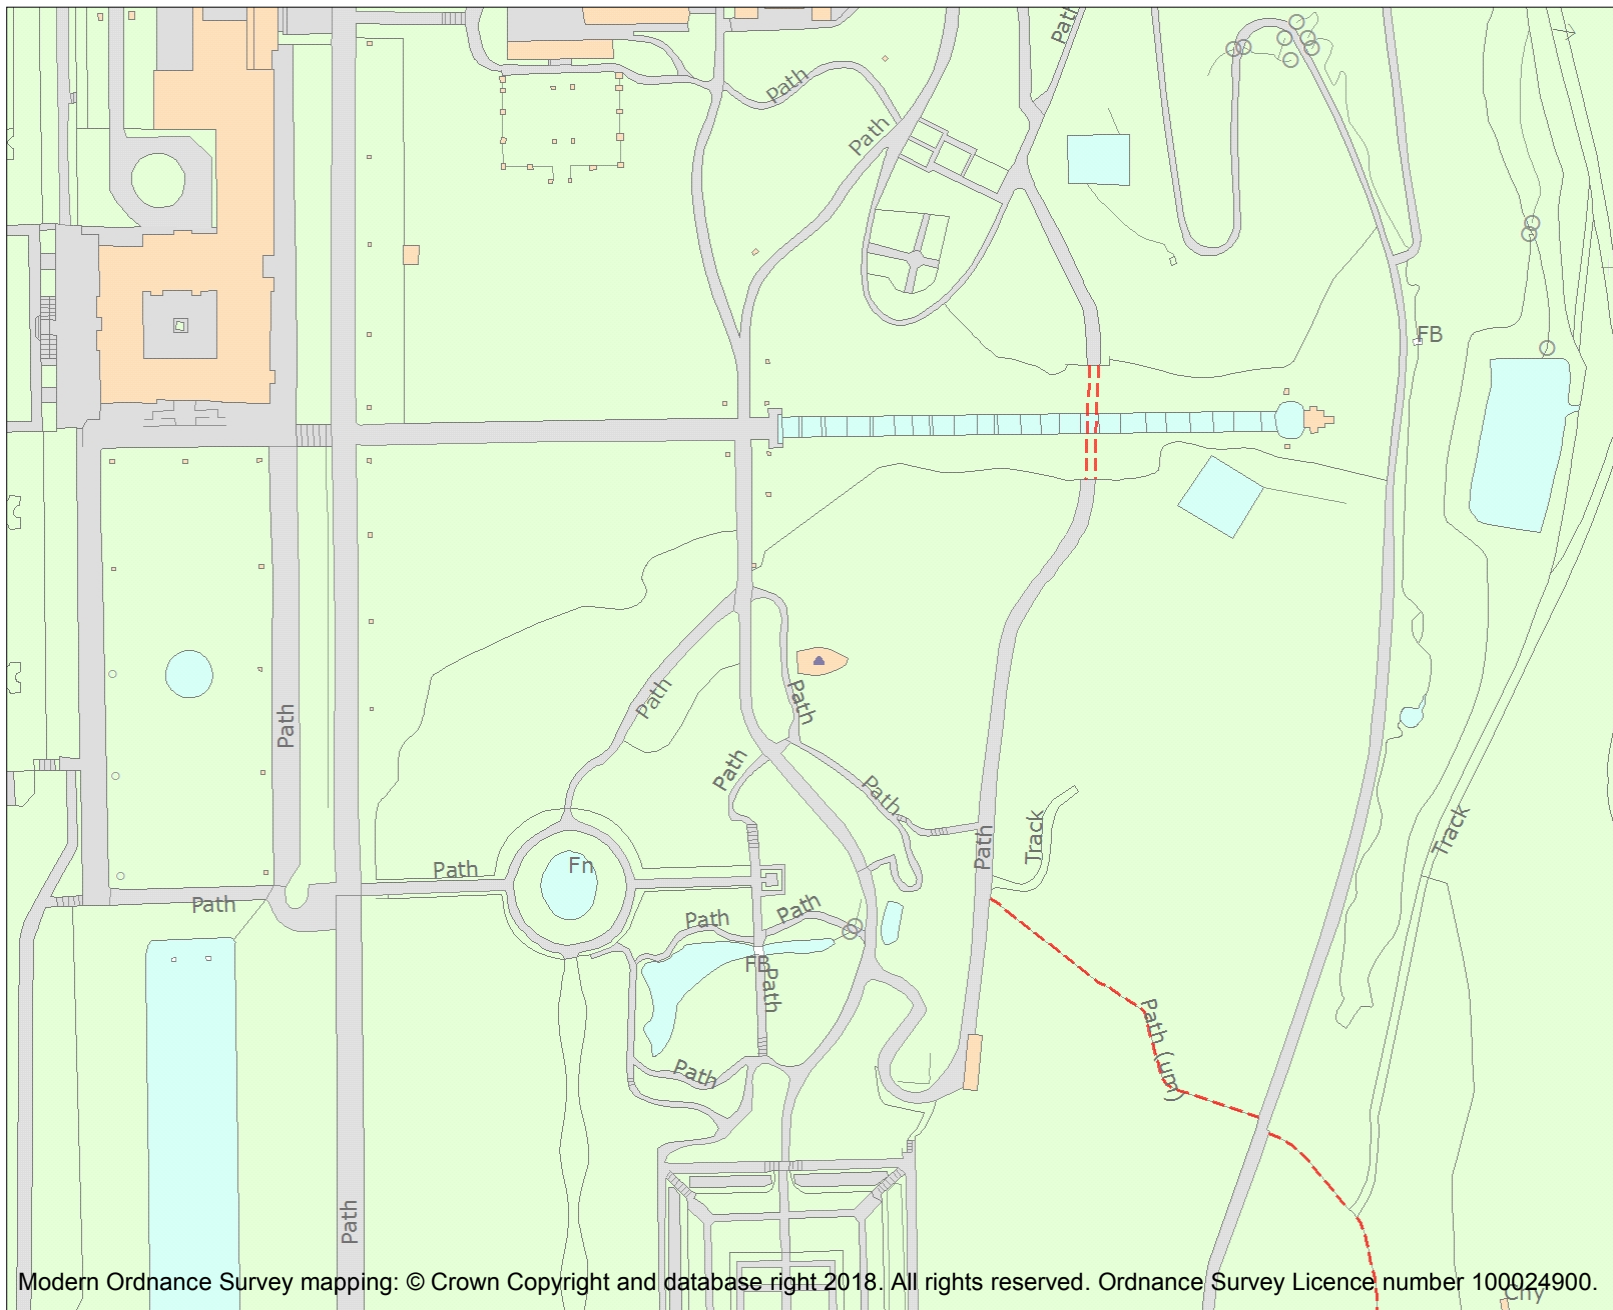 Path
Path
Path
FB
Path
Path
Path
Path
Path
Track
Track
Path
Fn
Path
Path
Path
Path
FB
Path
Path (um)
Path
Path
Modern Ordnance Survey mapping: © Crown Copyright and database right 2018. All rights reserved. Ordnance Survey Licence number 100024900.
Chy